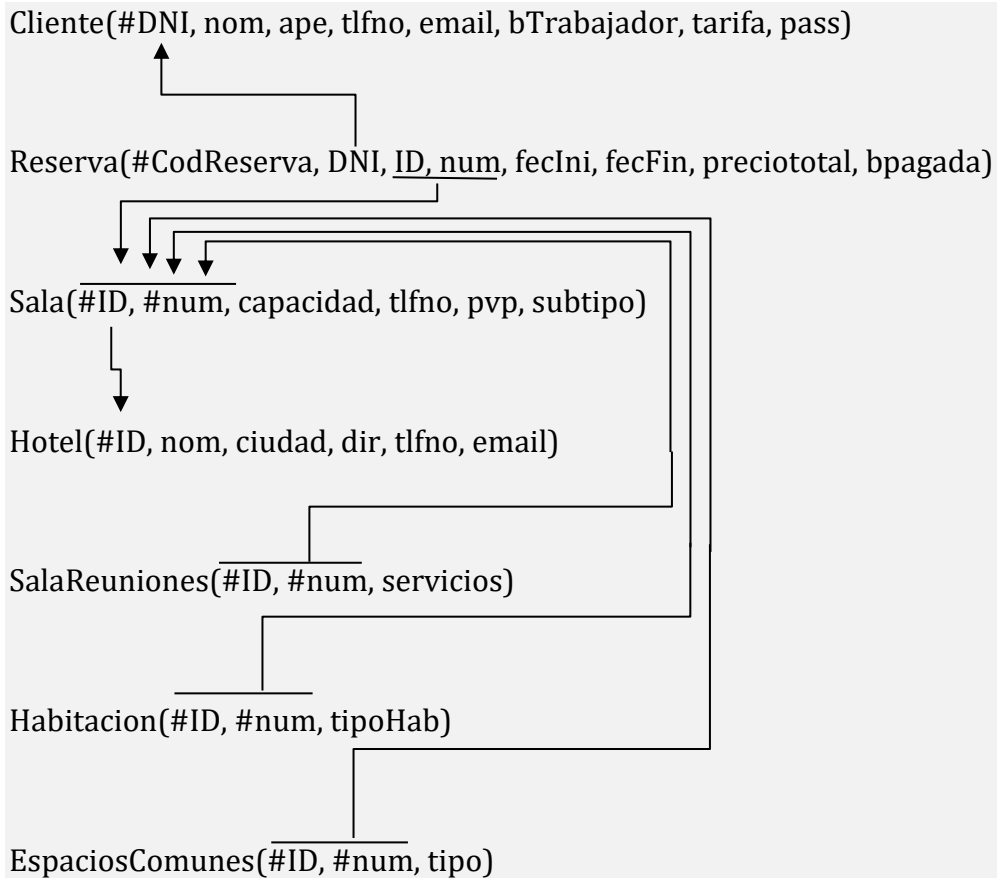 Cliente(#DNI, nom, ape, tlfno, email, bTrabajador, tarifa, pass)
Reserva(#CodReserva, DNI, ID, num, fecIni, fecFin, preciototal, bpagada)
Sala(#ID, #num, capacidad, tlfno, pvp, subtipo)
Hotel(#ID, nom, ciudad, dir, tlfno, email)
SalaReuniones(#ID, #num, servicios)
Habitacion(#ID, #num, tipoHab)
EspaciosComunes(#ID, #num, tipo)